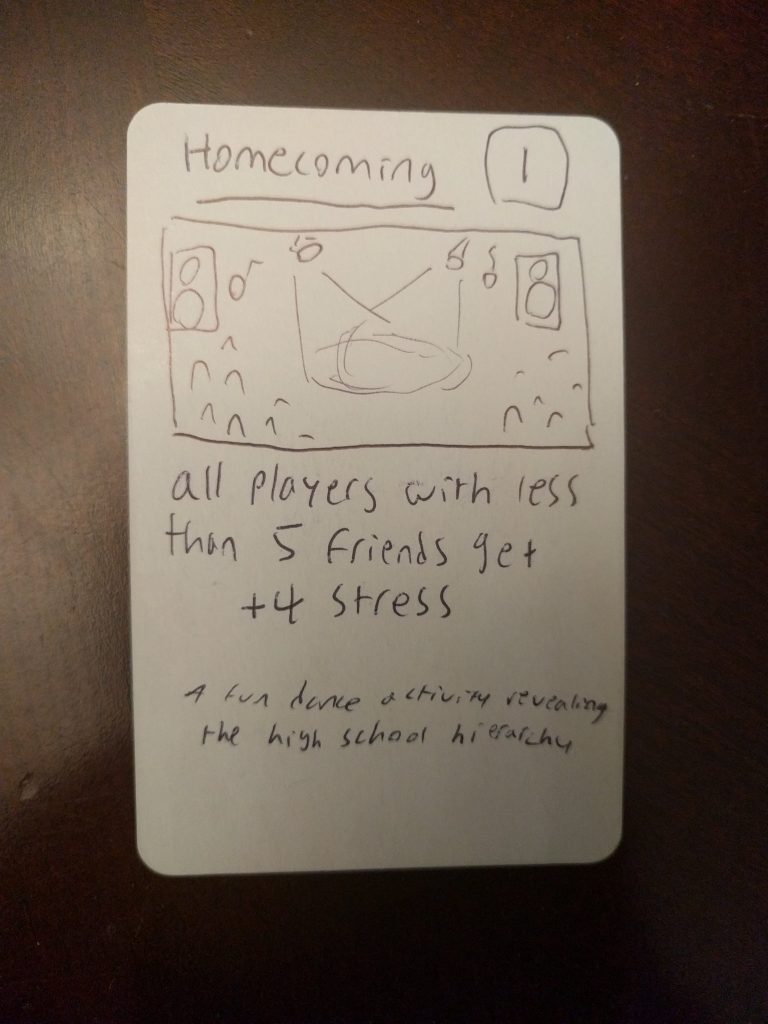 Homecoming 1
all players with less
than 5 friends get
+4 stress
A fun dance activity revealing
the high school hierarchy